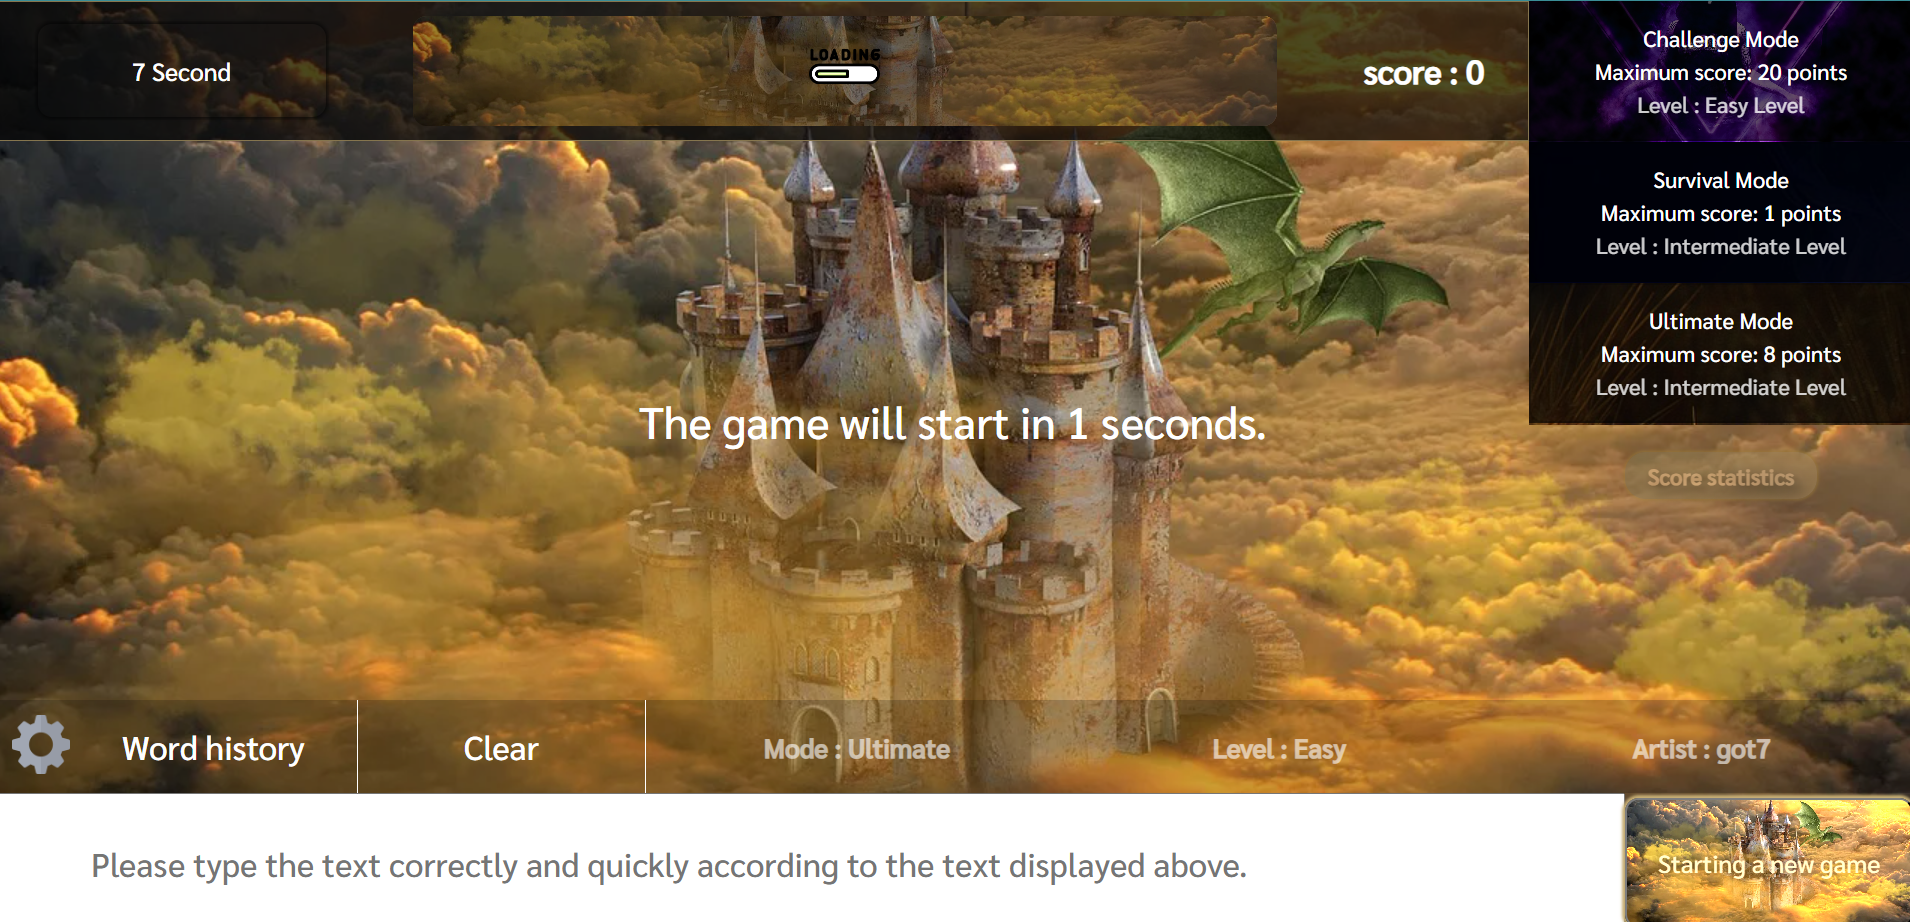 7 Second
LOADING
score : 0
Challenge Mode
Maximum score: 20 points
Level : Easy Level
Survival Mode
Maximum score: 1 points
Level : Intermediate Level
Ultimate Mode
Maximum score: 8 points
Level : Intermediate Level
The game will start in 1 seconds.
Score statistics
Word history
Clear
Mode : Ultimate
Level : Easy
Artist : got7
Please type the text correctly and quickly according to the text displayed above.
Starting a new game